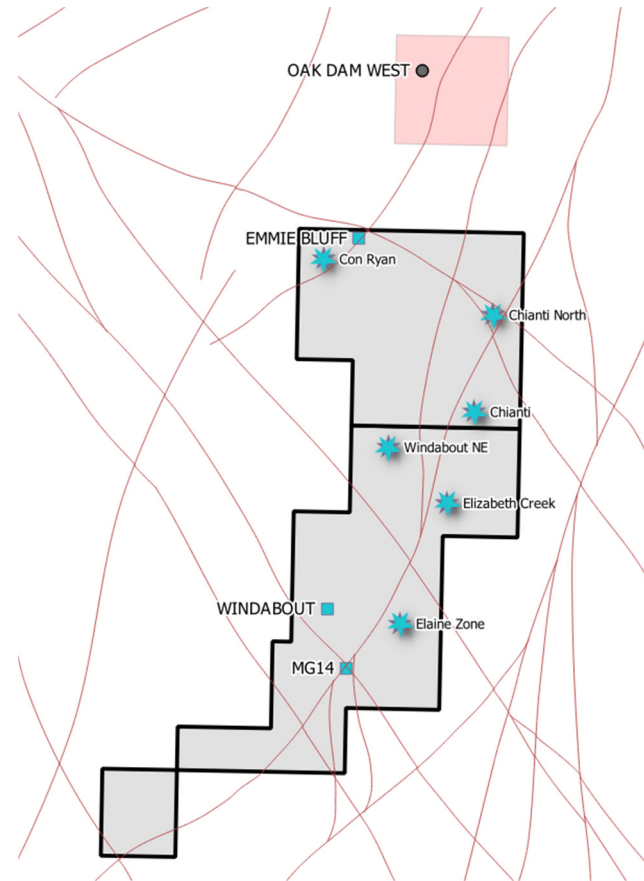 OAK DAM WEST
EMMIE BLUFF
Con Ryan
Chianti North
Chianti
Windabout NE
Elizabeth Creek
WINDABOUT
Elaine Zone
MG14